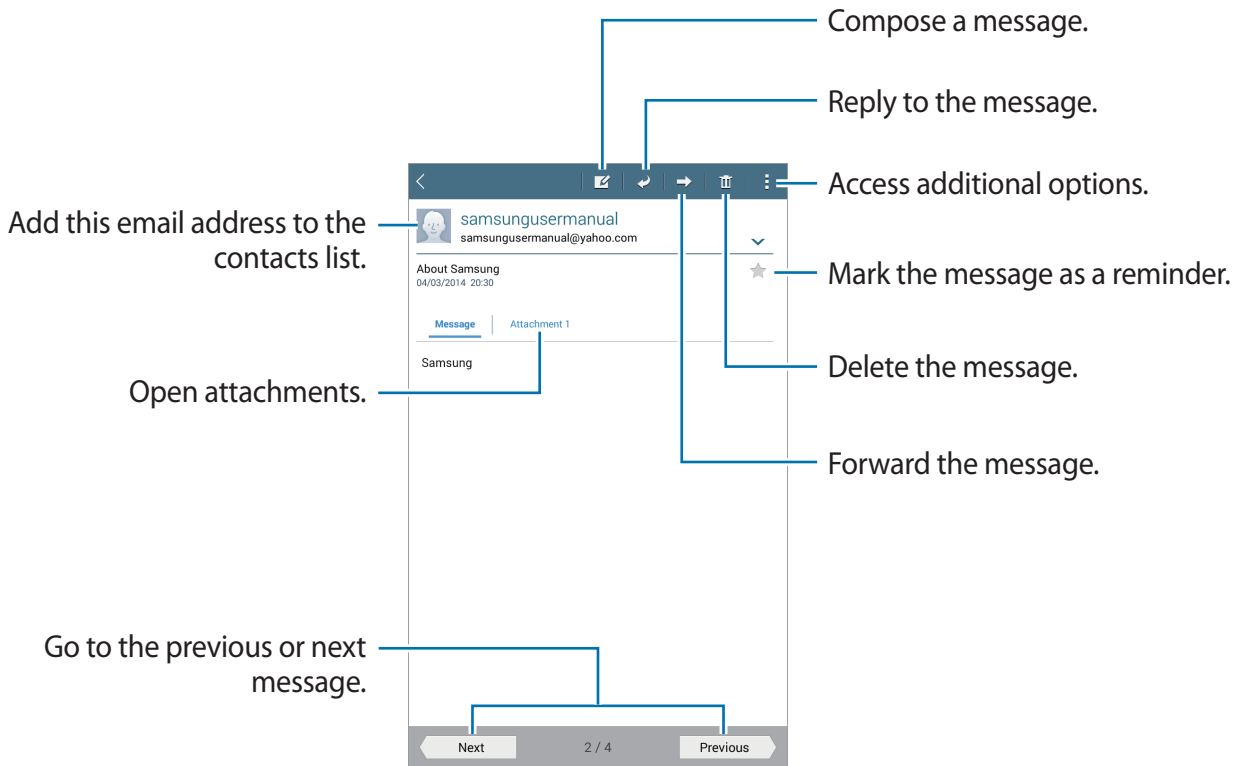 Compose a message.
Reply to the message.
Access additional options.
Add this email address to the
contacts list.
samsungusermanual
samsungusermanual@yahoo.com
About Samsung
04/03/2014 20:30
Mark the message as a reminder.
Message
Attachment 1
Samsung
Open attachments.
Delete the message.
Forward the message.
Go to the previous or next
message.
Next
2 / 4
Previous